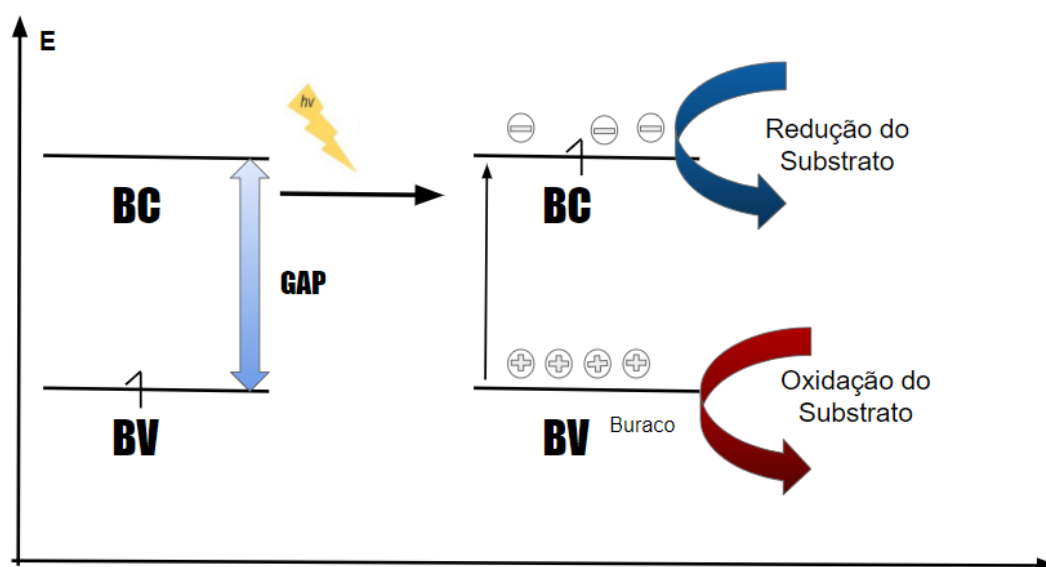 E
hv
BC
GAP
BV
BC
Redução do
Substrato
BV
Buraco
Oxidação do
Substrato